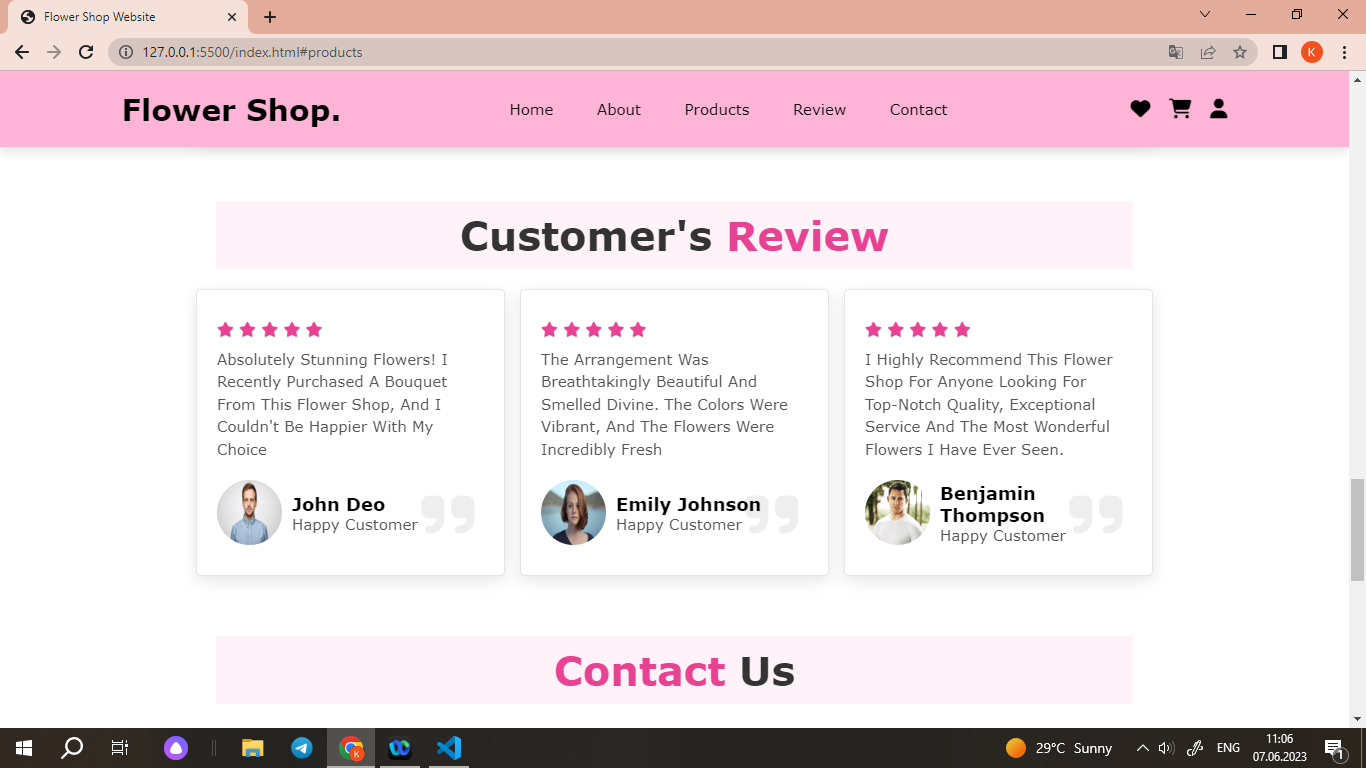 Flower Shop Website
127.0.0.1:5500/index.html#products
K
Flower Shop.
Home
About
Products
Review
Contact
Customer's Review
Absolutely Stunning Flowers! I
Recently Purchased A Bouquet
From This Flower Shop, And I
Couldn't Be Happier With My
Choice
John Deo
Happy Customer
The Arrangement Was
Breathtakingly Beautiful And
Smelled Divine. The Colors Were
Vibrant, And The Flowers Were
Incredibly Fresh
Emily Johnson
Happy Customer
I Highly Recommend This Flower
Shop For Anyone Looking For
Top-Notch Quality, Exceptional
Service And The Most Wonderful
Flowers I Have Ever Seen.
Benjamin
Thompson
Happy Customer
Contact Us
K
29°C Sunny
ENG
11:06
07.06.2023
1